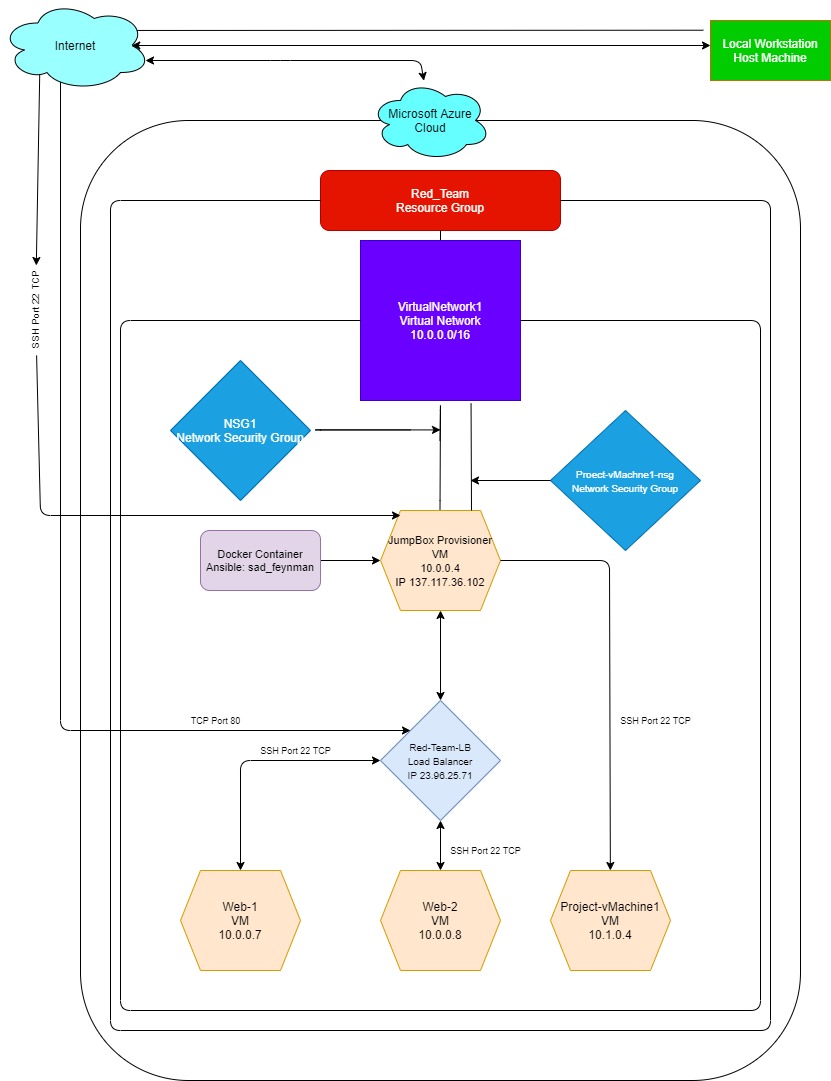 Internet
Local Workstation
Host Machine
Microsoft Azure
Cloud
Red_Team
Resource Group
VirtualNetwork1
Virtual Network
10.0.0.0/16
SSH Port 22 TCP
NSG1
Network Security Group
Proect-vMachne1-nsg
Network Security Group
JumpBox Provisioner
VM
10.0.0.4
IP 137.117.36.102
Docker Container
Ansible: sad_feynman
TCP Port 80
SSH Port 22 TCP
Red-Team-LB
Load Balancer
IP 23.96.25.71
SSH Port 22 TCP
SSH Port 22 TCP
Web-1
VM
10.0.0.7
Web-2
VM
10.0.0.8
Project-vMachine1
VM
10.1.0.4